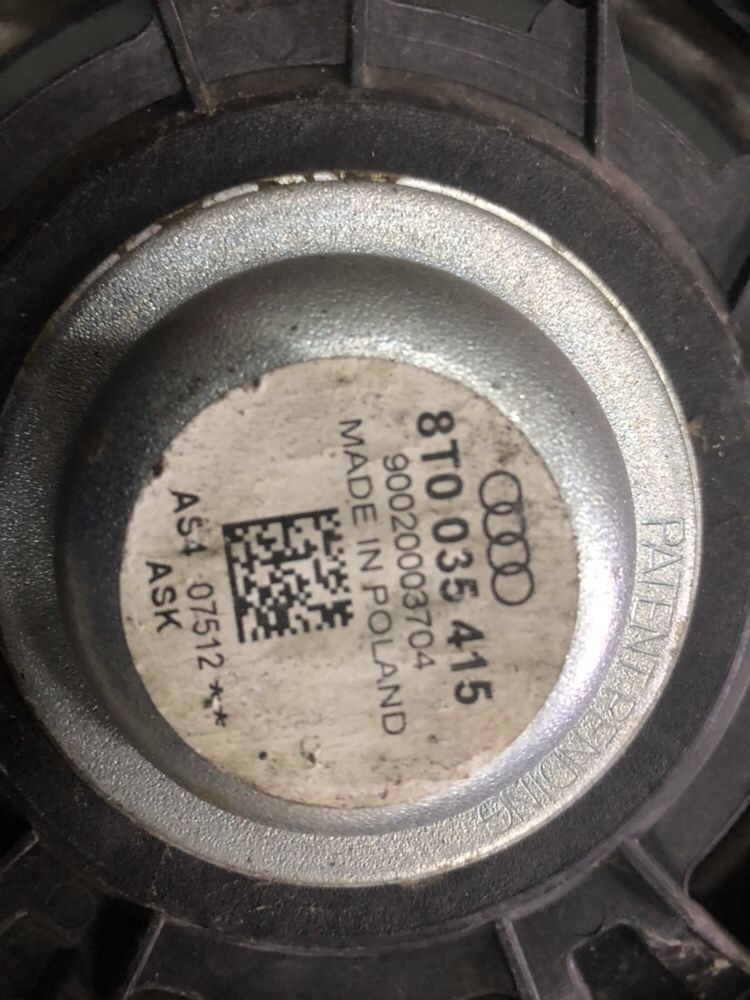 8T0 035 415
90020003704
MADE IN POLAND
AS4 07512 **
ASK
PATENT PENDING